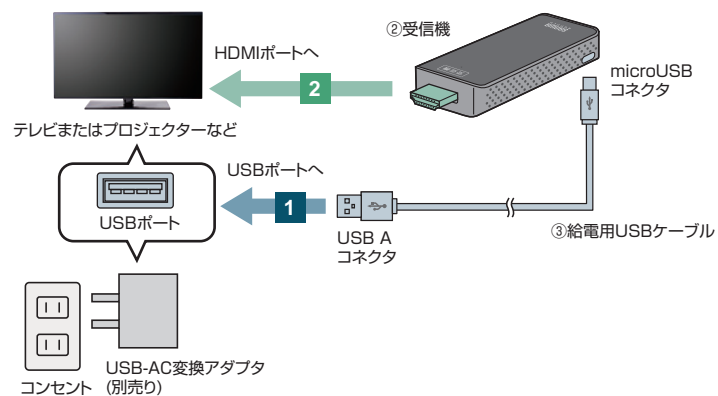 ②受信機
HDMIポートへ
2
microUSB
コネクタ
テレビまたはプロジェクターなど
USBポートへ
1
USBポート
USB A
コネクタ
③給電用USBケーブル
USB-AC変換アダプタ
(別売り)
コンセント